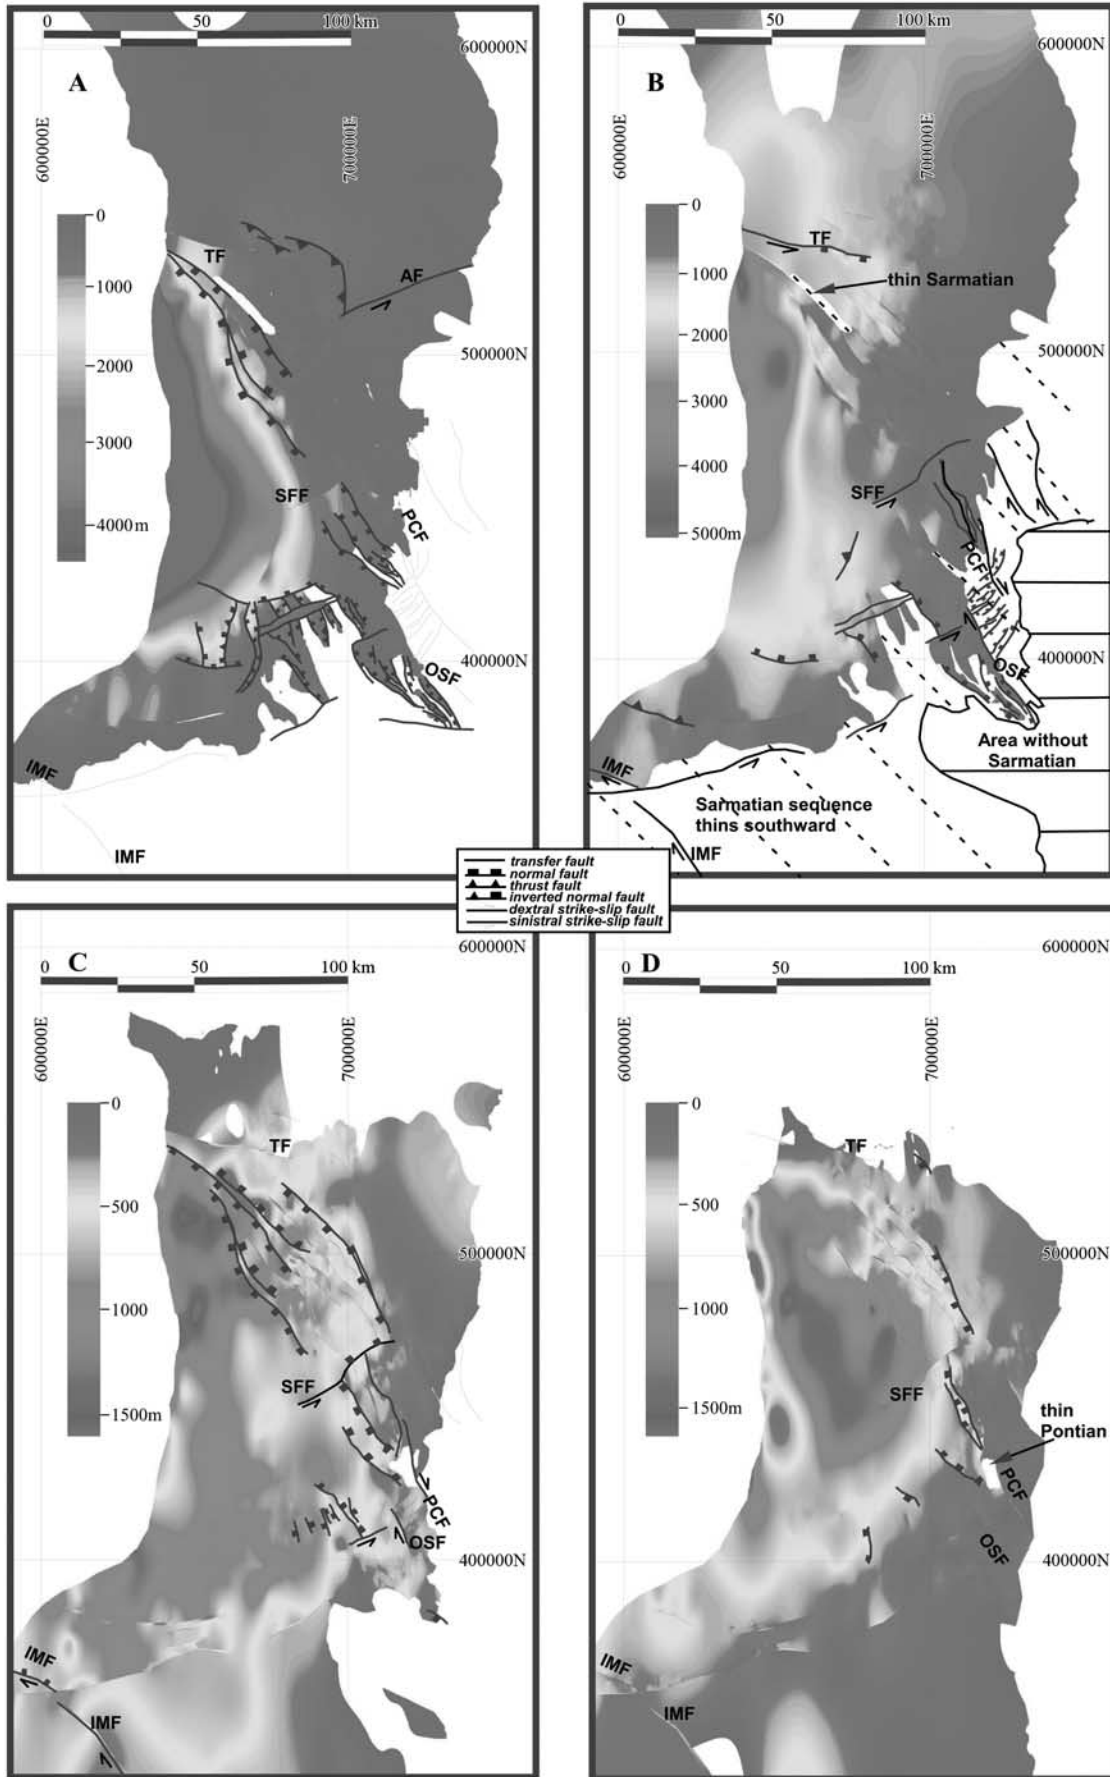 0 50 100 km
A
600000N
600000E
700000E
0
1000
2000
3000
4000m
TF
AF
500000N
SFF
PCF
400000N
OSF
IMF
IMF
0 50 100 km
B
600000N
700000E
0
1000
2000
3000
4000
5000m
TF
thin Sarmatian
500000N
SFF
PCF
400000N
OSF
Area without
Sarmatian
IMF
Sarmatian sequence
thins southward
IMF
transfer fault
normal fault
thrust fault
inverted normal fault
dextral strike-slip fault
sinistral strike-slip fault
600000N
C
0 50 100 km
600000E
700000E
0
500
1000
1500m
TF
500000N
SFF
PCF
OSF
400000N
IMF
IMF
600000N
D
0 50 100 km
600000E
700000E
0
500
1000
1500m
TF
500000N
SFF
thin
Pontian
PCF
OSF
400000N
IMF
IMF